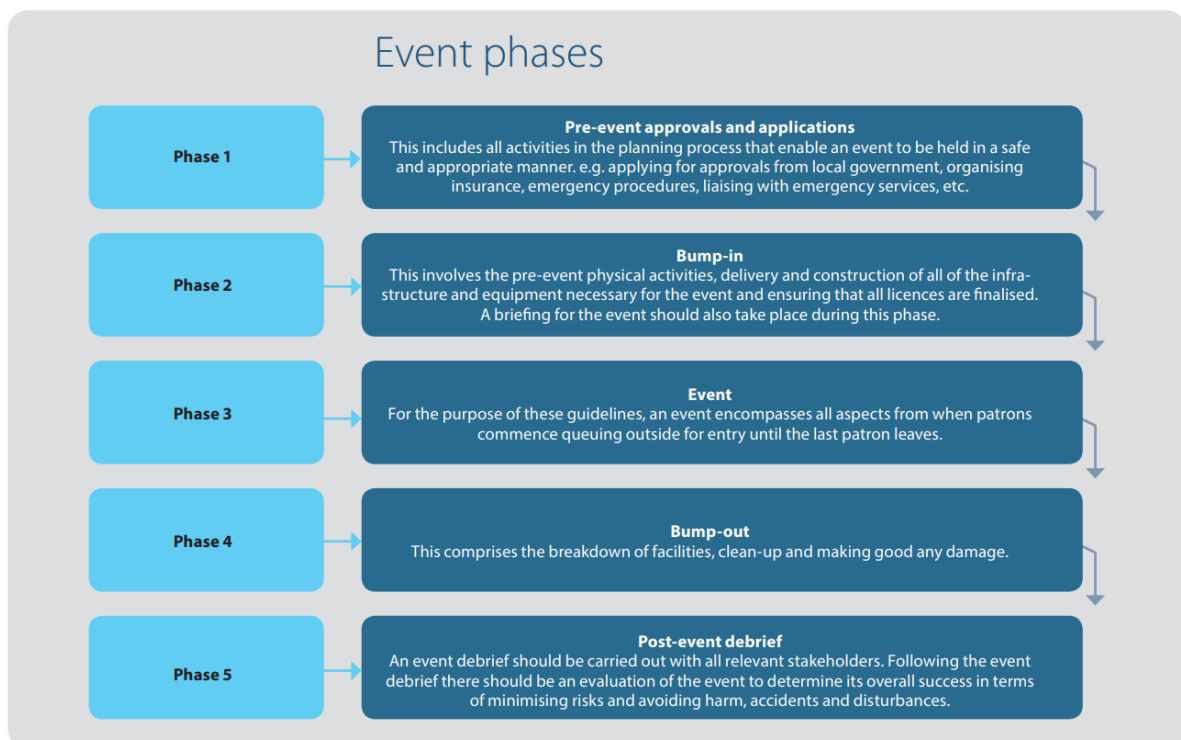 Event phases
Phase 1
Pre-event approvals and applications
This includes all activities in the planning process that enable an event to be held in a safe
and appropriate manner. e.g. applying for approvals from local government, organising
insurance, emergency procedures, liaising with emergency services, etc.
Phase 2
Bump-in
This involves the pre-event physical activities, delivery and construction of all of the infra-
structure and equipment necessary for the event and ensuring that all licences are finalised.
A briefing for the event should also take place during this phase.
Phase 3
Event
For the purpose of these guidelines, an event encompasses all aspects from when patrons
commence queuing outside for entry until the last patron leaves.
Phase 4
Bump-out
This comprises the breakdown of facilities, clean-up and making good any damage.
Phase 5
Post-event debrief
An event debrief should be carried out with all relevant stakeholders. Following the event
debrief there should be an evaluation of the event to determine its overall success in terms
of minimising risks and avoiding harm, accidents and disturbances.